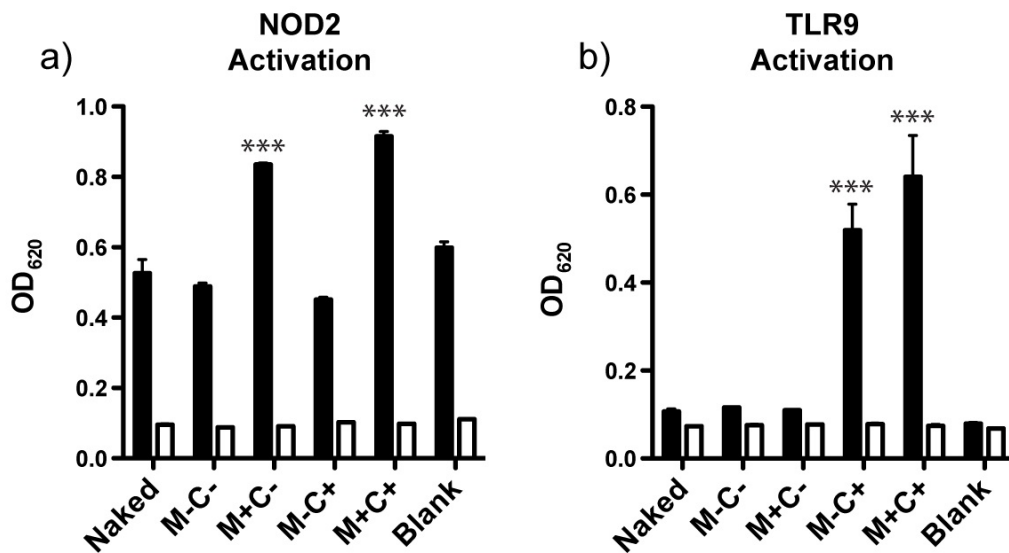 a)
NOD2
Activation
OD620
1.0
0.8
0.6
0.4
0.2
0.0
***
***
Naked
M-C-
M+C-
M-C+
M+C+
Blank
b)
TLR9
Activation
OD620
0.8
0.6
0.4
0.2
0.0
***
***
Naked
M-C-
M+C-
M-C+
M+C+
Blank